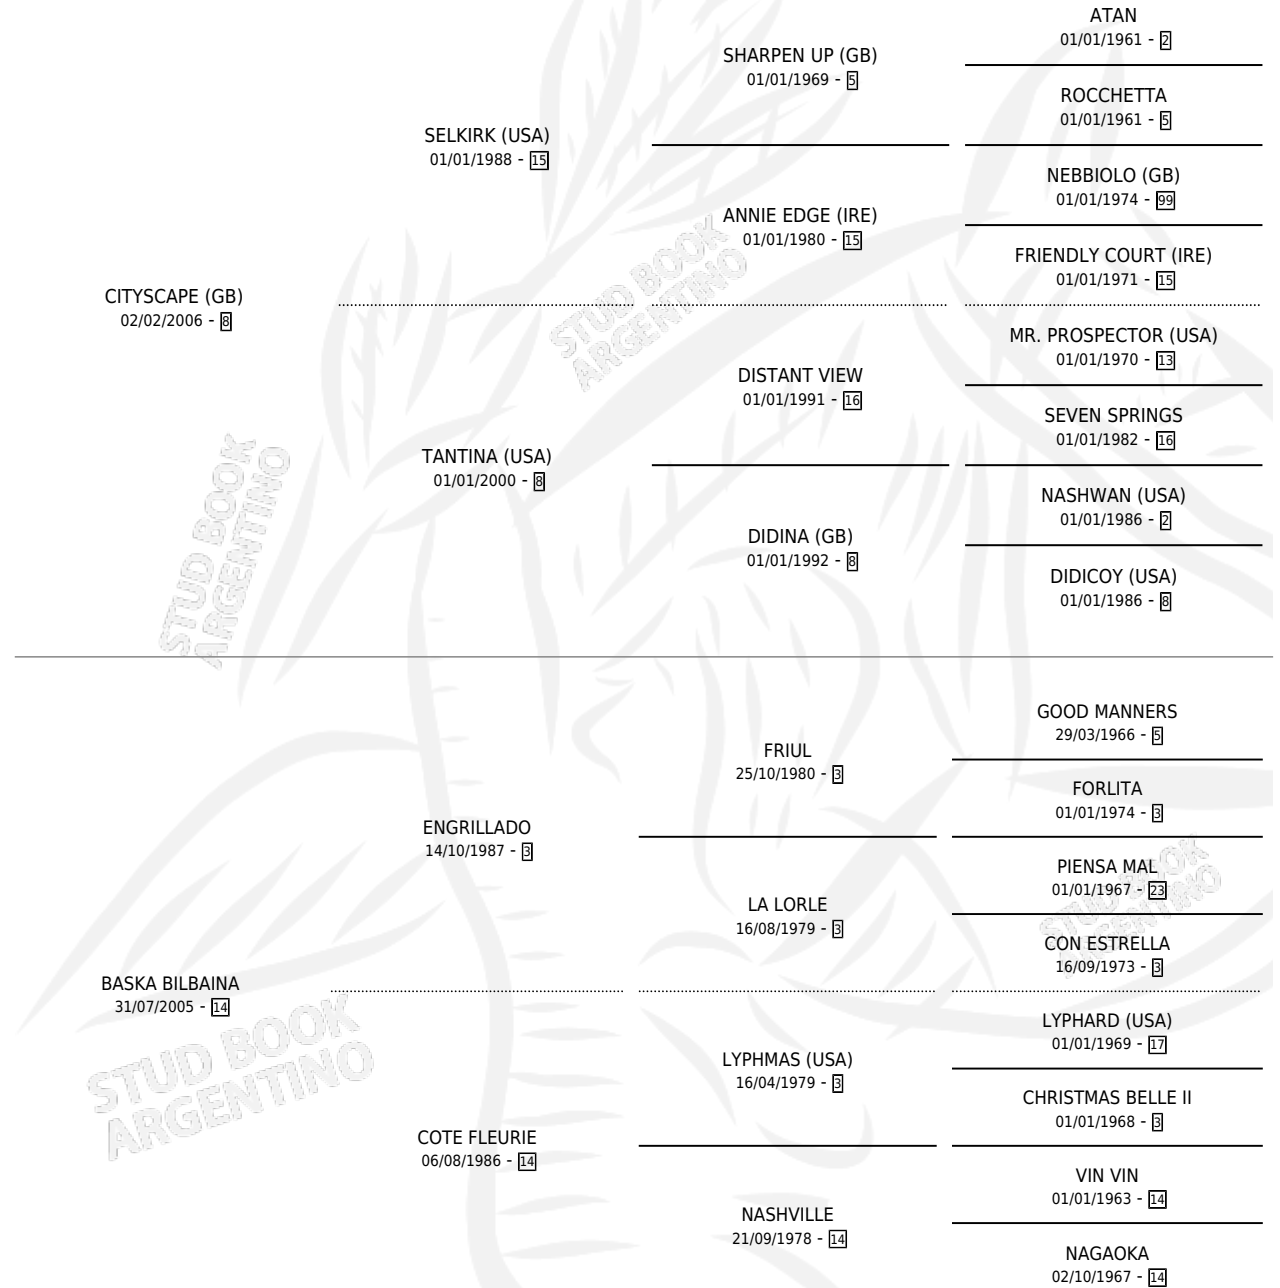 ATAN
01/01/1961 - 2
SHARPEN UP (GB)
01/01/1969 - 5
ROCCHETTA
01/01/1961 - 5
SELKIRK (USA)
01/01/1988 - 15
NEBBIOLO (GB)
01/01/1974 - 99
ANNIE EDGE (IRE)
01/01/1980 - 15
FRIENDLY COURT (IRE)
01/01/1971 - 15
CITYSCAPE (GB)
02/02/2006 - 8
MR. PROSPECTOR (USA)
01/01/1970 - 13
DISTANT VIEW
01/01/1991 - 16
SEVEN SPRINGS
01/01/1982 - 16
TANTINA (USA)
01/01/2000 - 8
NASHWAN (USA)
01/01/1986 - 2
DIDINA (GB)
01/01/1992 - 8
DIDICOY (USA)
01/01/1986 - 8
GOOD MANNERS
29/03/1966 - 5
FRIUL
25/10/1980 - 3
FORLITA
01/01/1974 - 3
ENGRILLADO
14/10/1987 - 3
PIENSA MAL
01/01/1967 - 23
LA LORLE
16/08/1979 - 3
CON ESTRELLA
16/09/1973 - 3
BASKA BILBAINA
31/07/2005 - 14
LYPHARD (USA)
01/01/1969 - 17
LYPHMAS (USA)
16/04/1979 - 3
CHRISTMAS BELLE II
01/01/1968 - 3
COTE FLEURIE
06/08/1986 - 14
VIN VIN
01/01/1963 - 14
NASHVILLE
21/09/1978 - 14
NAGAOKA
02/10/1967 - 14
STUD BOOK
ARGENTINO
STUD BOOK
ARGENTINO
STUD BOOK
ARGENTINO
STUD BOOK
ARGENTINO